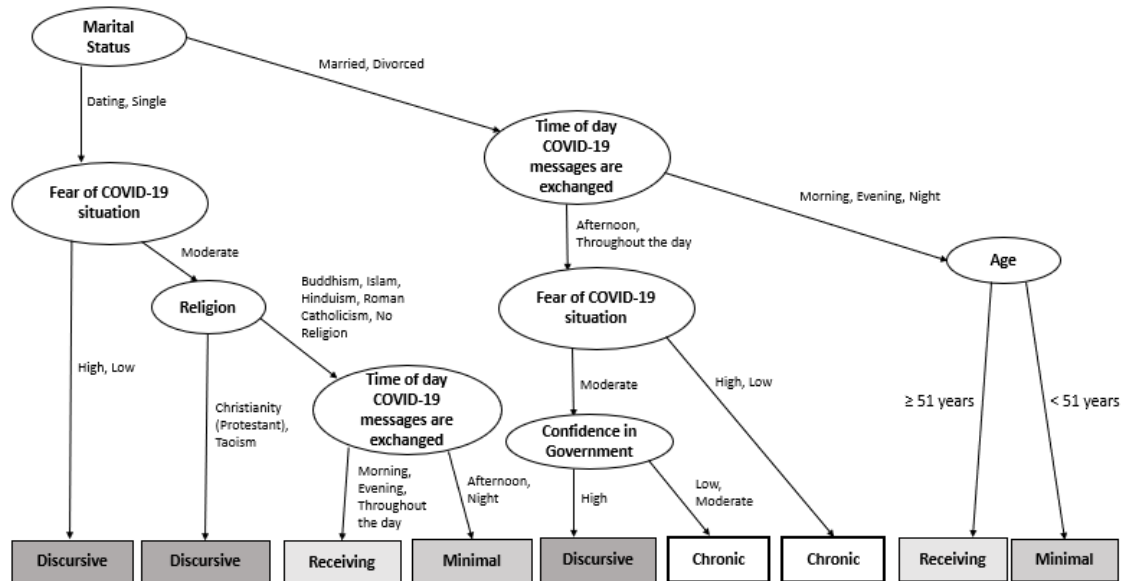 Marital
Status
Married, Divorced
Dating, Single
Time of day
COVID-19
messages are
exchanged
Fear of COVID-19
situation
Morning, Evening, Night
Afternoon,
Throughout the day
Moderate
Age
Buddhism, Islam,
Hinduism, Roman
Catholicism, No
Religion
Religion
Fear of COVID-19
situation
High, Low
Time of day
COVID-19
messages are
exchanged
Moderate
High, Low
≥ 51 years
< 51 years
Christianity
(Protestant),
Taoism
Confidence in
Government
Morning,
Evening,
Throughout
the day
Afternoon,
Night
High
Low,
Moderate
Discursive
Discursive
Receiving
Minimal
Discursive
Chronic
Chronic
Receiving
Minimal